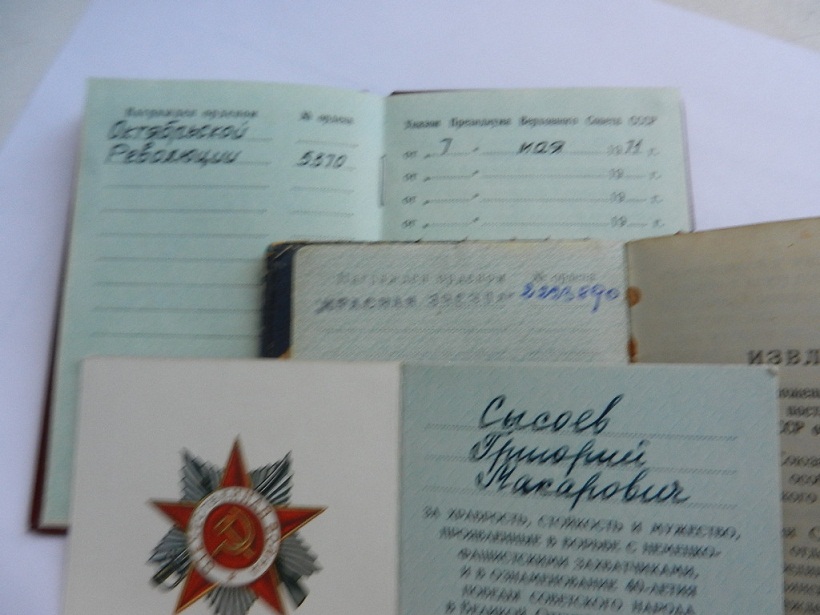 Награжден орденом № ордена
Октябрьской
Революции 5570
Указом Президиума Верховного Совета СССР
от „ 7 " мая 1971 г.
от „ " 19 г.
от „ " 19 г.
от „ " 19 г.
Награжден орденом № ордена
КРАСНАЯ ЗВЕЗДА
ИЗВЛ
Сысоев
Григорий
Макарович
ЗА ХРАБРОСТЬ, СТОЙКОСТЬ И МУЖЕСТВО,
ПРОЯВЛЕННЫЕ В БОРЬБЕ С НЕМЕЦКО-
ФАШИСТСКИМИ ЗАХВАТЧИКАМИ,
И В ОЗНАМЕНОВАНИЕ 40-ЛЕТИЯ
ПОБЕДЫ СОВЕТСКОГО НАРОДА
В ВЕЛИКОЙ